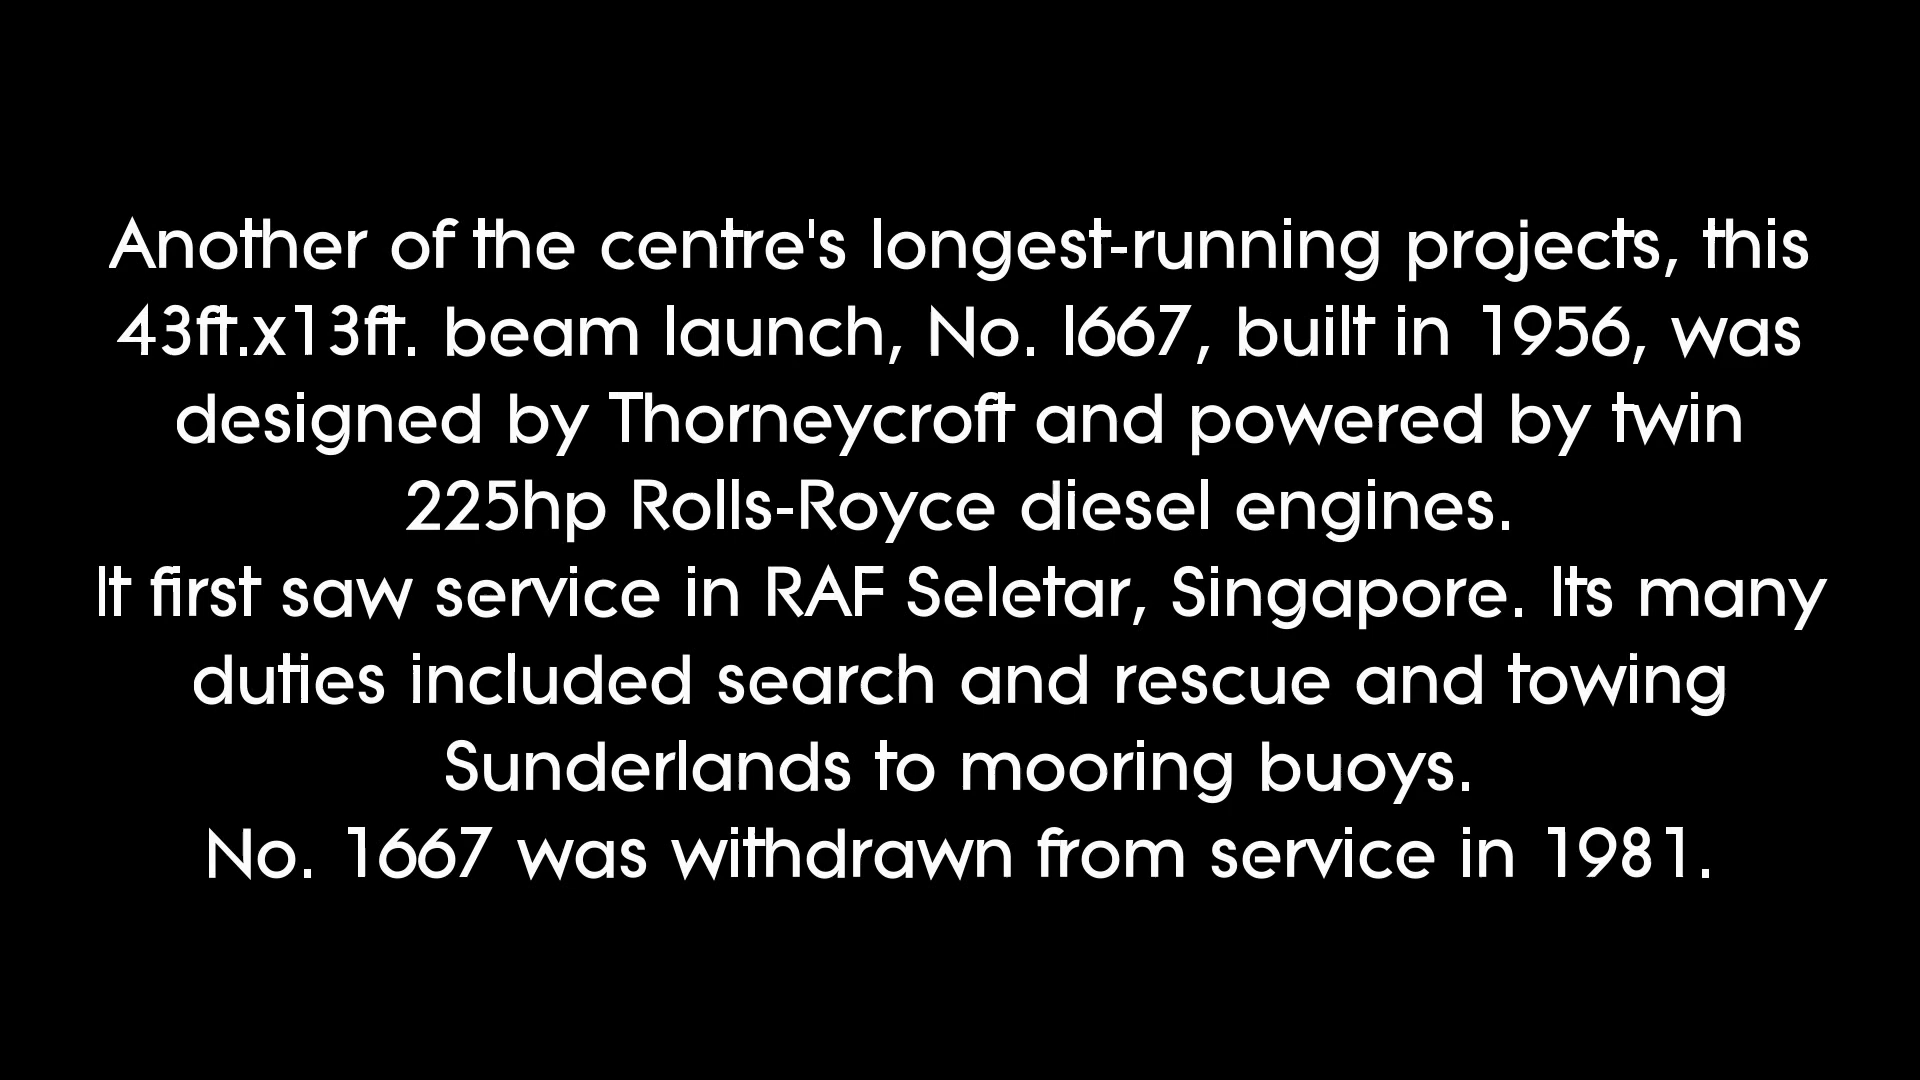 Another of the centre's longest-running projects, this
43ft.x13ft. beam launch, No. l667, built in 1956, was
designed by Thorneycroft and powered by twin
225hp Rolls-Royce diesel engines.
It first saw service in RAF Seletar, Singapore. Its many
duties included search and rescue and towing
Sunderlands to mooring buoys.
No. 1667 was withdrawn from service in 1981.